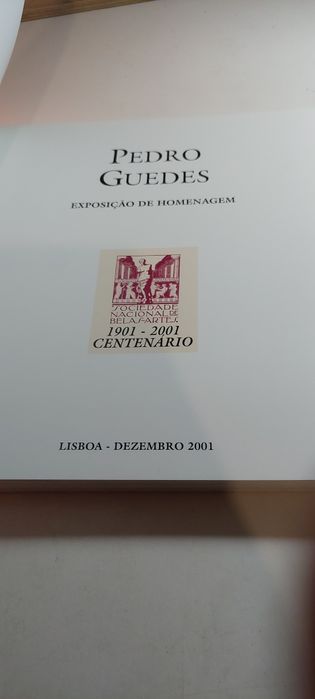 PEDRO
GUEDES
EXPOSIÇÃO DE HOMENAGEM
SOCIEDADE
NACIONAL DE
BELAS·ARTES
1901 - 2001
CENTENÁRIO
LISBOA - DEZEMBRO 2001